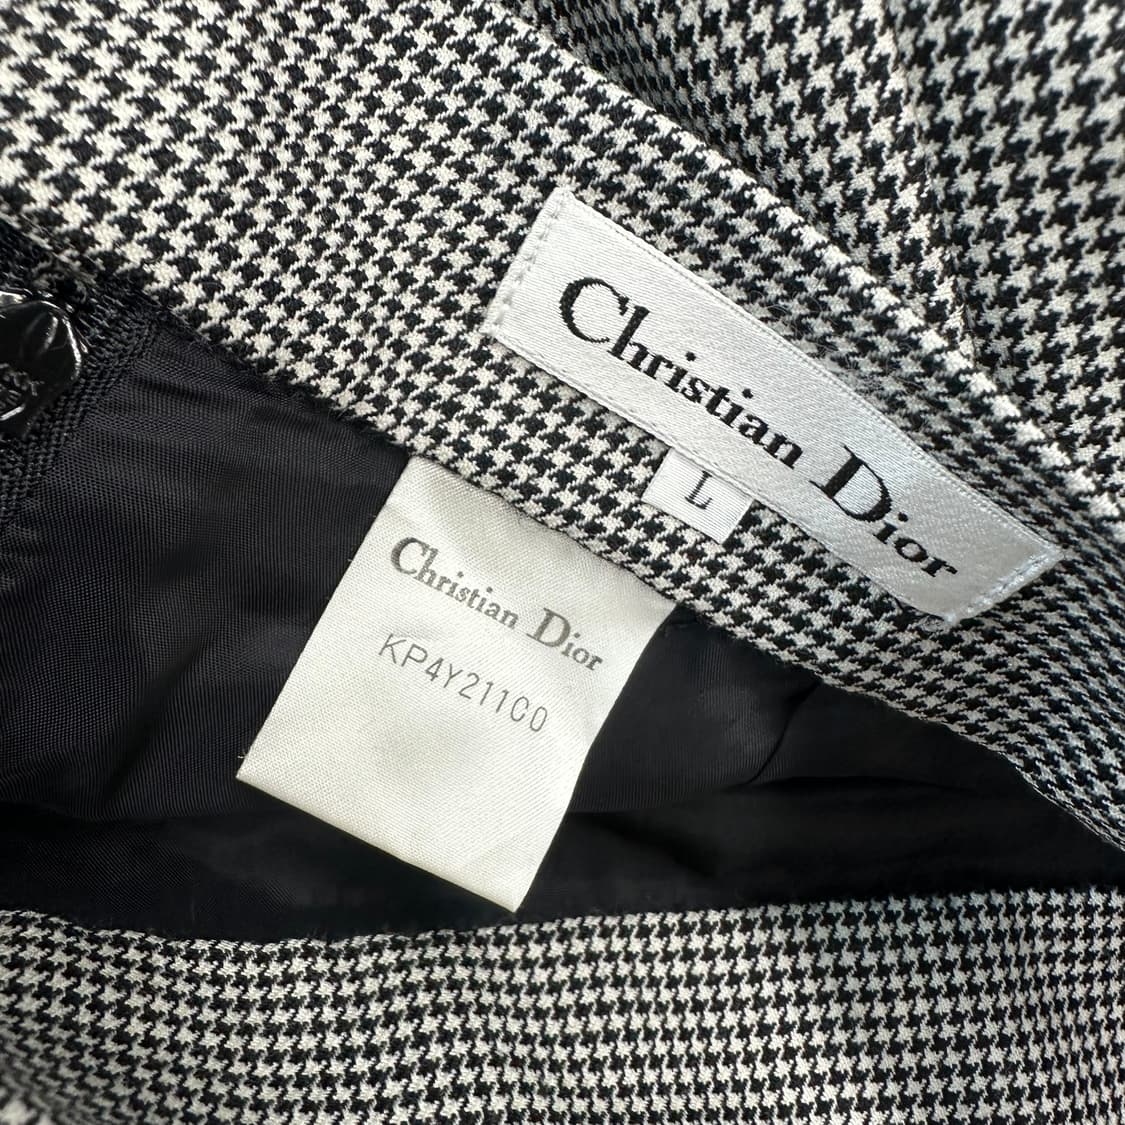 Christian Dior
L
Christian Dior
KP4Y211C0